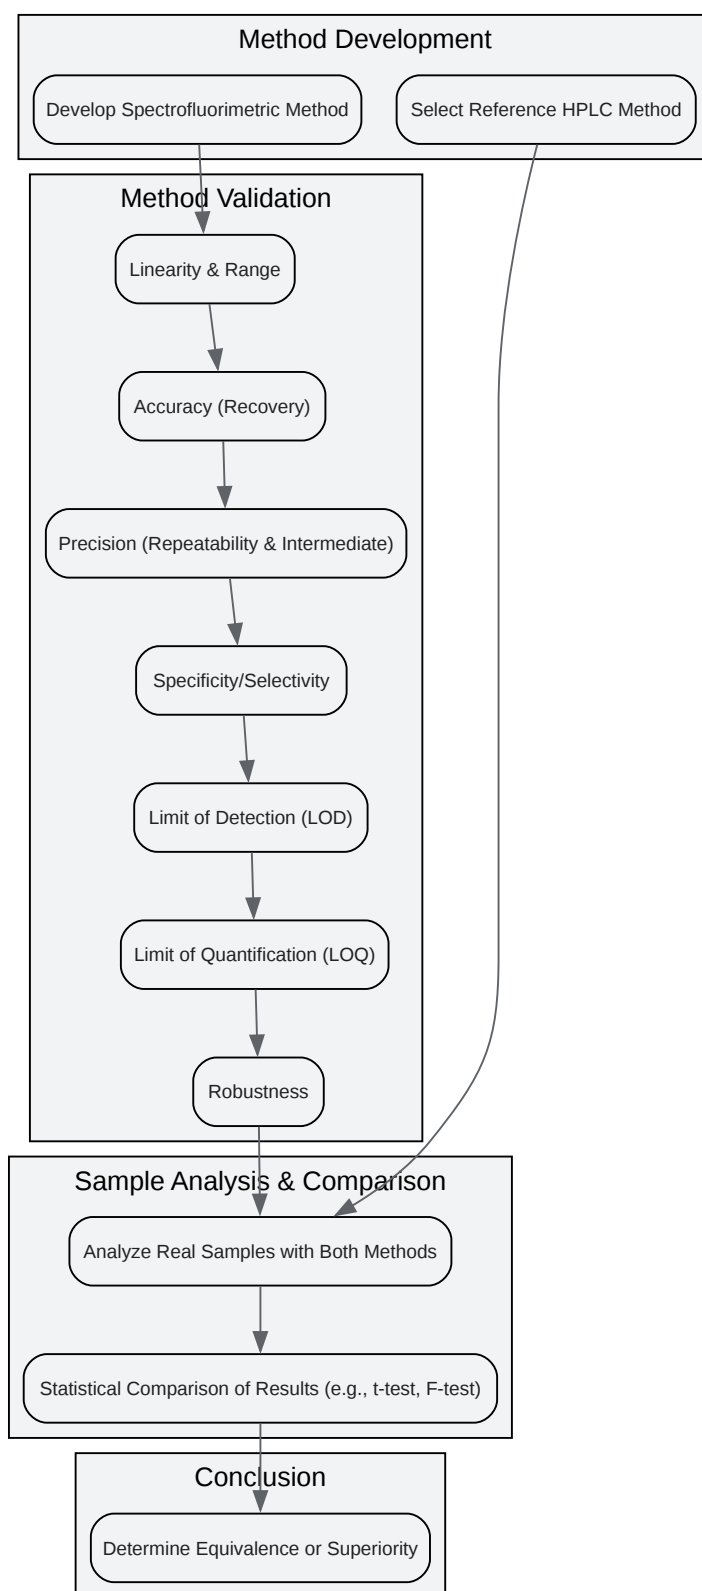 Method Development
Develop Spectrofluorimetric Method
Select Reference HPLC Method
Method Validation
Linearity & Range
Accuracy (Recovery)
Precision (Repeatability & Intermediate)
Specificity/Selectivity
Limit of Detection (LOD)
Limit of Quantification (LOQ)
Robustness
Sample Analysis & Comparison
Analyze Real Samples with Both Methods
Statistical Comparison of Results (e.g., t-test, F-test)
Conclusion
Determine Equivalence or Superiority